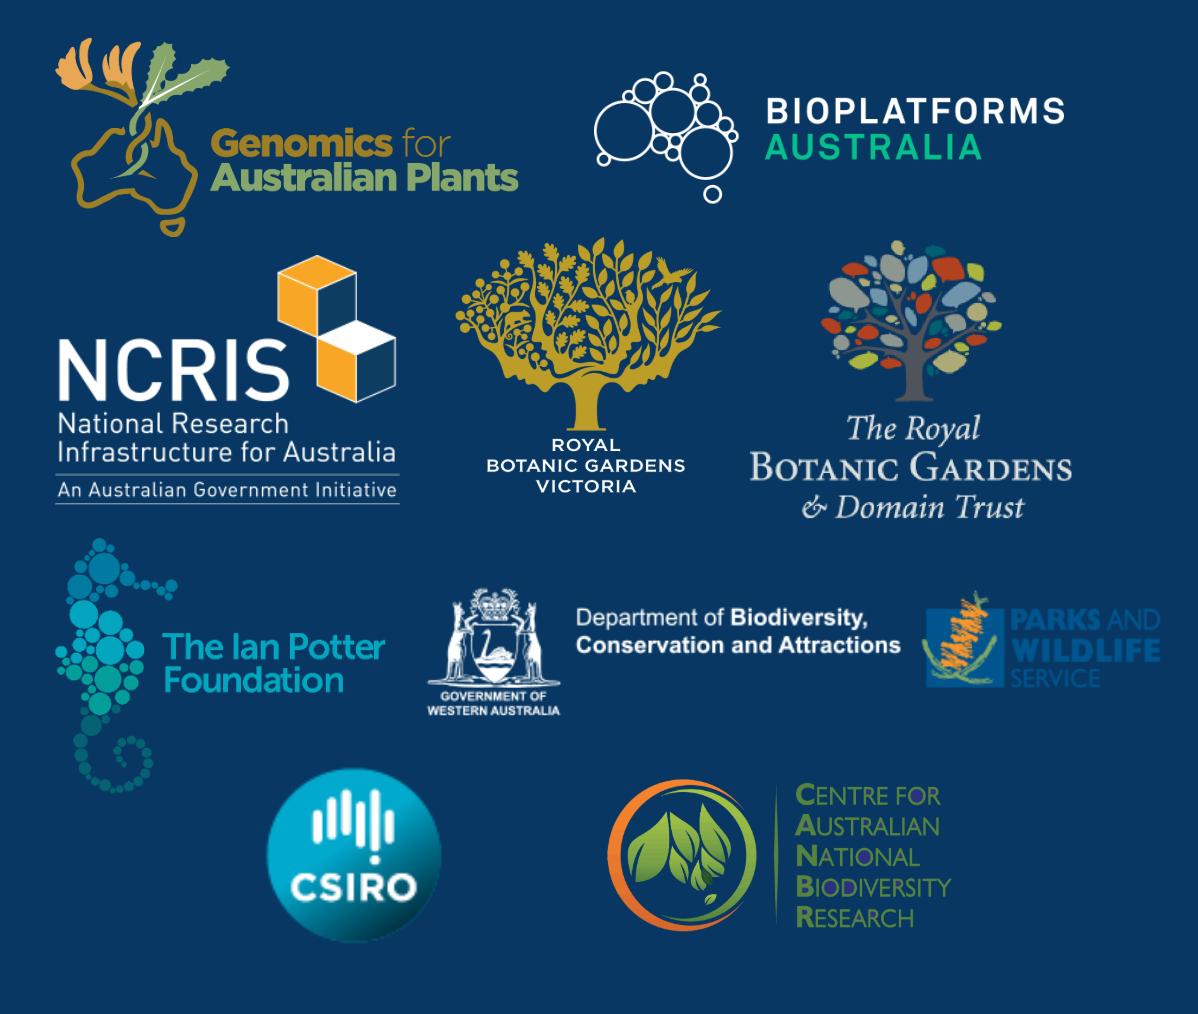 Genomics for
Australian Plants
BIOPLATFORMS
AUSTRALIA
NCRIS
National Research
Infrastructure for Australia
An Australian Government Initiative
ROYAL
BOTANIC GARDENS
VICTORIA
The Royal
BOTANIC GARDENS
& Domain Trust
The Ian Potter
Foundation
GOVERNMENT OF
WESTERN AUSTRALIA
Department of Biodiversity,
Conservation and Attractions
PARKS AND
WILDLIFE
SERVICE
CSIRO
CENTRE FOR
AUSTRALIAN
NATIONAL
BIODIVERSITY
RESEARCH